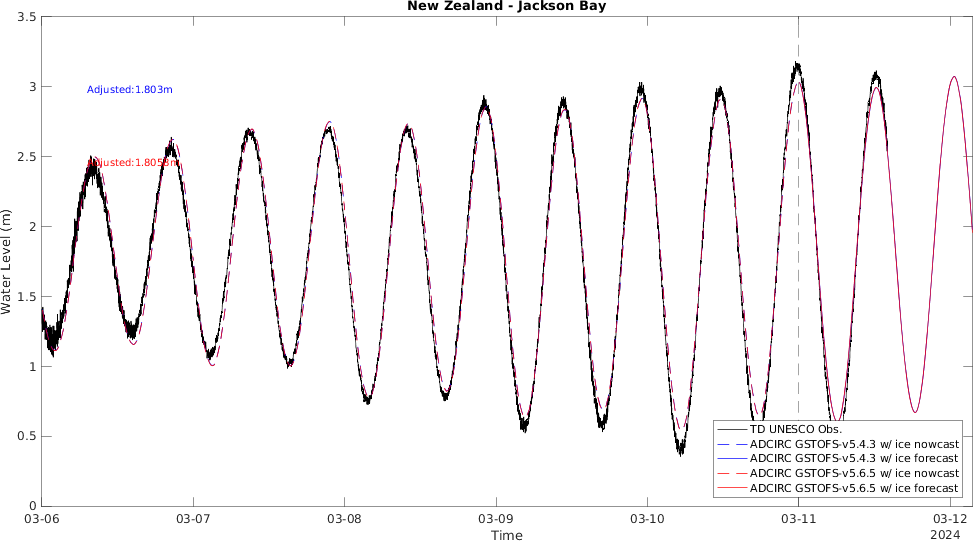 New Zealand - Jackson Bay
3.5
3
2.5
2
1.5
1
0.5
0
Water Level (m)
Adjusted:1.803m
Adjusted:1.8058m
TD UNESCO Obs.
ADCIRC GSTOFS-v5.4.3 w/ ice nowcast
ADCIRC GSTOFS-v5.4.3 w/ ice forecast
ADCIRC GSTOFS-v5.6.5 w/ ice nowcast
ADCIRC GSTOFS-v5.6.5 w/ ice forecast
03-06
03-07
03-08
03-09
03-10
03-11
03-12
Time
2024